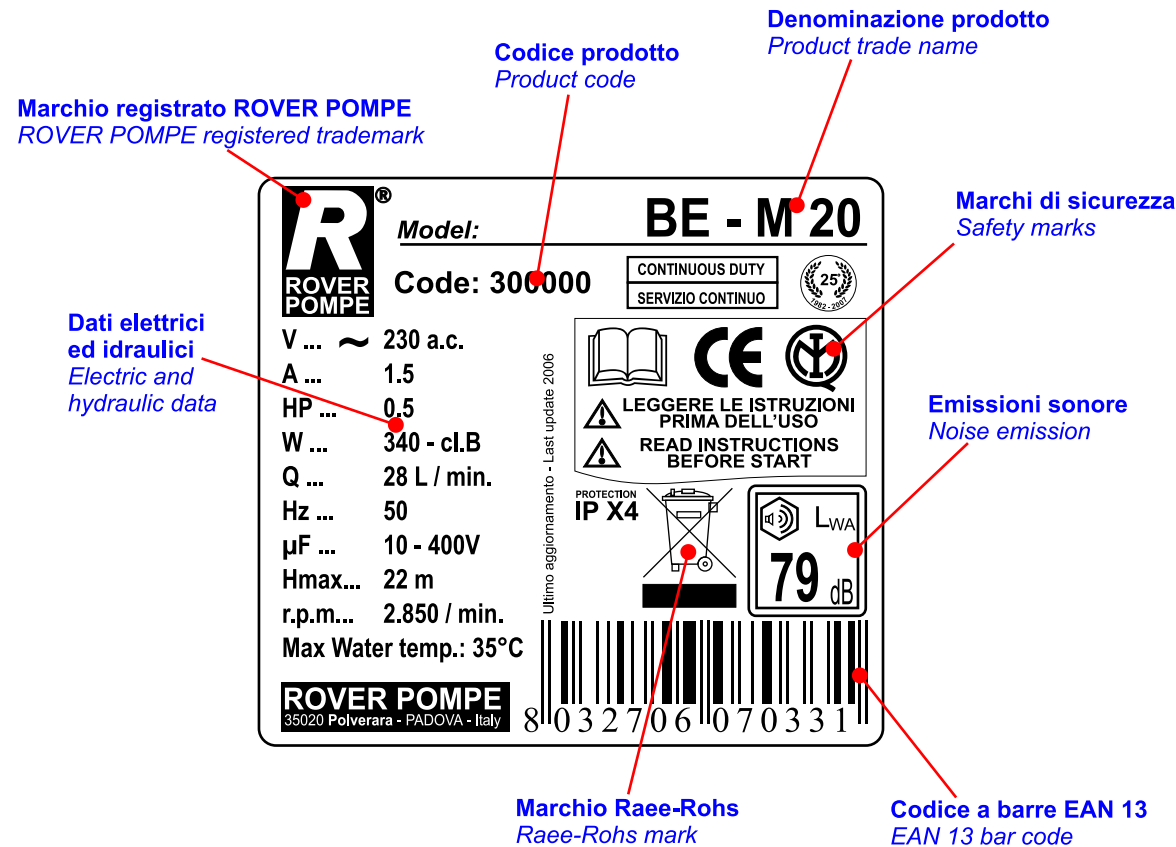 Denominazione prodotto
Product trade name
Codice prodotto
Product code
Marchio registrato ROVER POMPE
ROVER POMPE registered trademark
R®
ROVER
POMPE
Model: BE - M 20
Code: 300000
CONTINUOUS DUTY
SERVIZIO CONTINUO
25°
1982 - 2007
Marchi di sicurezza
Safety marks
Dati elettrici
ed idraulici
Electric and
hydraulic data
V ... ~ 230 a.c.
A ... 1.5
HP ... 0.5
W ... 340 - cl.B
Q ... 28 L / min.
Hz ... 50
µF ... 10 - 400V
Hmax... 22 m
r.p.m... 2.850 / min.
Max Water temp.: 35°C
Ultimo aggiornamento - Last update 2006
CE
LEGGERE LE ISTRUZIONI
PRIMA DELL'USO
READ INSTRUCTIONS
BEFORE START
Emissioni sonore
Noise emission
PROTECTION
IP X4
LWA
79 dB
ROVER POMPE
35020 Polverara - PADOVA - Italy
8 032706 070331
Marchio Raee-Rohs
Raee-Rohs mark
Codice a barre EAN 13
EAN 13 bar code